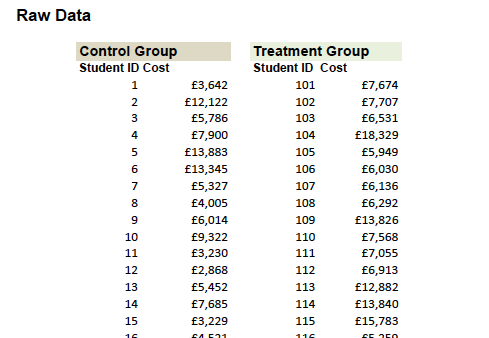 Raw Data
Control Group Treatment Group
Student ID Cost Student ID Cost
1 £3,642 101 £7,674
2 £12,122 102 £7,707
3 £5,786 103 £6,531
4 £7,900 104 £18,329
5 £13,883 105 £5,949
6 £13,345 106 £6,030
7 £5,327 107 £6,136
8 £4,005 108 £6,292
9 £6,014 109 £13,826
10 £9,322 110 £7,568
11 £3,230 111 £7,055
12 £2,868 112 £6,913
13 £5,452 113 £12,882
14 £7,685 114 £13,840
15 £3,229 115 £15,783